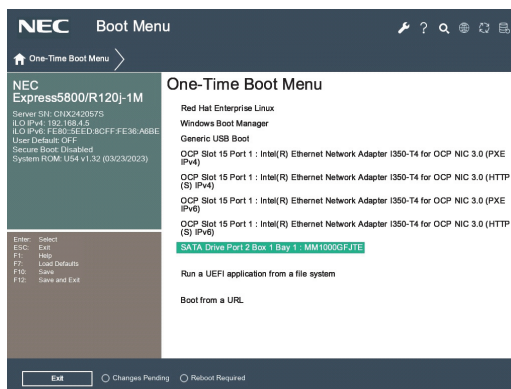 NEC Boot Menu
One-Time Boot Menu
NEC
Express5800/R120j-1M
Server SN: CNX242057S
iLO IPv4: 192.168.4.5
iLO IPv6: FE80::5EED:8CFF:FE36:A6BE
User Default: OFF
Secure Boot: Disabled
System ROM: U54 v1.32 (03/23/2023)
Enter: Select
ESC: Exit
F1: Help
F7: Load Defaults
F10: Save
F12: Save and Exit
One-Time Boot Menu
Red Hat Enterprise Linux
Windows Boot Manager
Generic USB Boot
OCP Slot 15 Port 1 : Intel(R) Ethernet Network Adapter I350-T4 for OCP NIC 3.0 (PXE
IPv4)
OCP Slot 15 Port 1 : Intel(R) Ethernet Network Adapter I350-T4 for OCP NIC 3.0 (HTTP
(S) IPv4)
OCP Slot 15 Port 1 : Intel(R) Ethernet Network Adapter I350-T4 for OCP NIC 3.0 (PXE
IPv6)
OCP Slot 15 Port 1 : Intel(R) Ethernet Network Adapter I350-T4 for OCP NIC 3.0 (HTTP
(S) IPv6)
SATA Drive Port 2 Box 1 Bay 1 : MM1000GFJTE
Run a UEFI application from a file system
Boot from a URL
Exit Changes Pending Reboot Required